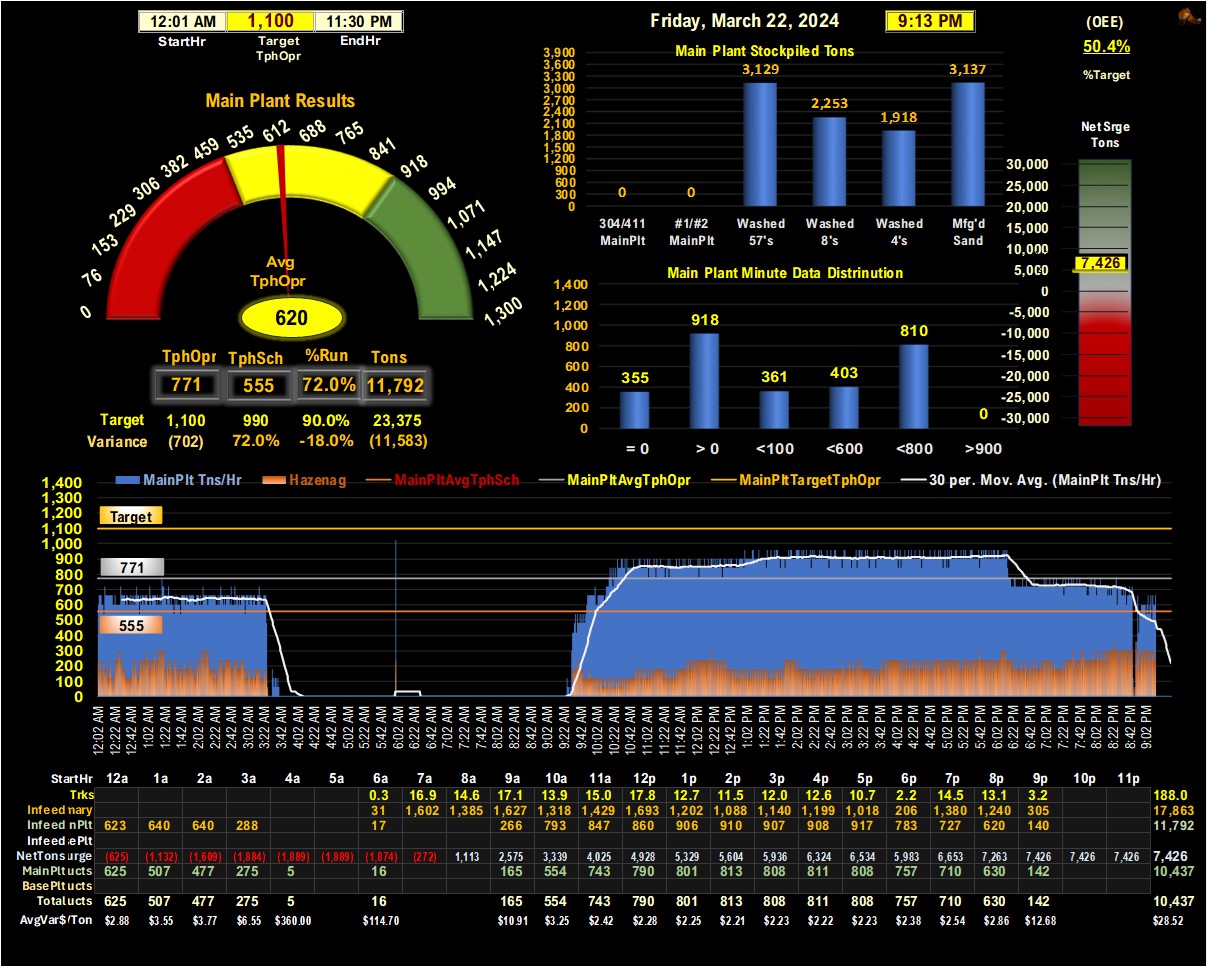 12:01 AM 1,100 11:30 PM
StartHr Target TphOpr EndHr
Friday, March 22, 2024 9:13 PM
(OEE)
50.4%
%Target
Main Plant Results
0 76 153 229 306 382 459 535 612 688 765 841 918 994 1,071 1,147 1,224 1,300
Avg
TphOpr
620
TphOpr TphSch %Run Tons
771 555 72.0% 11,792
Target 1,100 990 90.0% 23,375
Variance (702) 72.0% -18.0% (11,583)
Main Plant Stockpiled Tons
3,900
3,600
3,300
3,000
2,700
2,400
2,100
1,800
1,500
1,200
900
600
300
0
0 0 3,129 2,253 1,918 3,137
304/411 #1/#2 Washed Washed Washed Mfg'd
MainPlt MainPlt 57's 8's 4's Sand
Main Plant Minute Data Distrinution
1,400
1,200
1,000
800
600
400
200
0
355 918 361 403 810 0
= 0 > 0 <100 <600 <800 >900
Net Srge
Tons
30,000
25,000
20,000
15,000
10,000
5,000
0
-5,000
-10,000
-15,000
-20,000
-25,000
-30,000
7,426
MainPlt Tns/Hr Hazenag MainPltAvgTphSch MainPltAvgTphOpr MainPltTargetTphOpr 30 per. Mov. Avg. (MainPlt Tns/Hr)
1,400
1,300
1,200
1,100
1,000
900
800
700
600
500
400
300
200
100
0
Target
771
555
12:02 AM 12:22 AM 12:42 AM 1:02 AM 1:22 AM 1:42 AM 2:02 AM 2:22 AM 2:42 AM 3:02 AM 3:22 AM 3:42 AM 4:02 AM 4:22 AM 4:42 AM 5:02 AM 5:22 AM 5:42 AM 6:02 AM 6:22 AM 6:42 AM 7:02 AM 7:22 AM 7:42 AM 8:02 AM 8:22 AM 8:42 AM 9:02 AM 9:22 AM 9:42 AM 10:02 AM 10:22 AM 10:42 AM 11:02 AM 11:22 AM 11:42 AM 12:02 PM 12:22 PM 12:42 PM 1:02 PM 1:22 PM 1:42 PM 2:02 PM 2:22 PM 2:42 PM 3:02 PM 3:22 PM 3:42 PM 4:02 PM 4:22 PM 4:42 PM 5:02 PM 5:22 PM 5:42 PM 6:02 PM 6:22 PM 6:42 PM 7:02 PM 7:22 PM 7:42 PM 8:02 PM 8:22 PM 8:42 PM 9:02 PM
StartHr 12a 1a 2a 3a 4a 5a 6a 7a 8a 9a 10a 11a 12p 1p 2p 3p 4p 5p 6p 7p 8p 9p 10p 11p
Trks 0.3 16.9 14.6 17.1 13.9 15.0 17.8 12.7 11.5 12.0 12.6 10.7 2.2 14.5 13.1 3.2 188.0
Infeed nary 31 1,602 1,385 1,627 1,318 1,429 1,693 1,202 1,088 1,140 1,199 1,018 206 1,380 1,240 305 17,863
Infeed nPlt 623 640 640 288 17 266 793 847 860 906 910 907 908 917 783 727 620 140 11,792
Infeed ePlt
NetTons urge (625) (1,132) (1,609) (1,884) (1,889) (1,889) (1,874) (272) 1,113 2,575 3,339 4,025 4,928 5,329 5,604 5,936 6,324 6,534 5,983 6,653 7,263 7,426 7,426 7,426 7,426
MainPlt ucts 625 507 477 275 5 16 165 554 743 790 801 813 808 811 808 757 710 630 142 10,437
BasePlt ucts
Total ucts 625 507 477 275 5 16 165 554 743 790 801 813 808 811 808 757 710 630 142 10,437
AvgVar$/Ton $2.88 $3.55 $3.77 $6.55 $360.00 $114.70 $10.91 $3.25 $2.42 $2.28 $2.25 $2.21 $2.23 $2.22 $2.23 $2.38 $2.54 $2.86 $12.68 $28.52